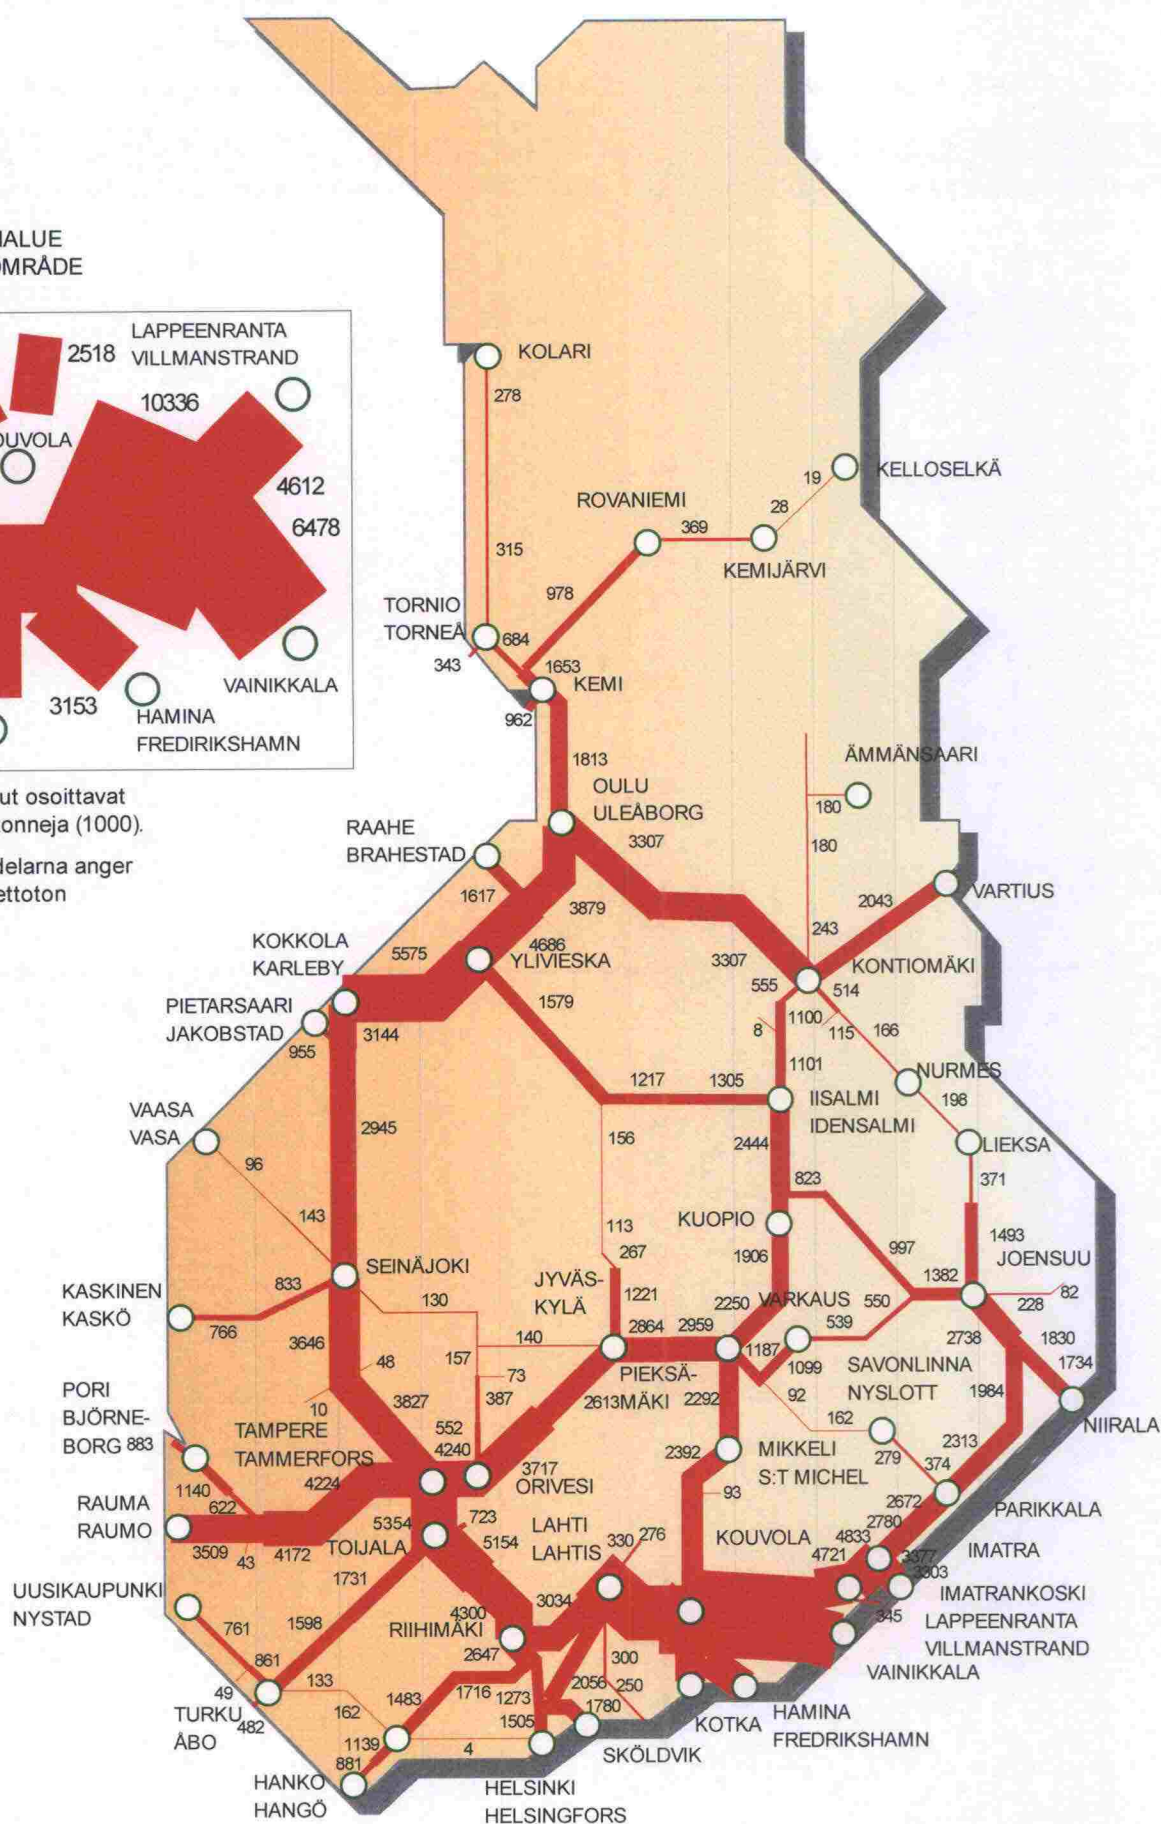 OMRÅDE
LAPPEENRANTA
VILLMANSTRAND
2518
10336
4612
6478
VAINIKKALA
3153
HAMINA
FREDIRIKSHAMN
osoittavat
(1000).
anger
KOLARI
278
19
KELLOSELKÄ
28
ROVANIEMI
369
KEMIJÄRVI
315
978
TORNIO
TORNEÅ
684
343
1653
KEMI
962
1813
ÄMMÄNSAARI
180
180
OULU
ULEÅBORG
3307
RAAHE
BRAHESTAD
1617
3879
2043
VARTIUS
243
KOKKOLA
KARLEBY
5575
4686
YLIVIESKA
3307
KONTIOMÄKI
555
514
1579
PIETARSAARI
JAKOBSTAD
955
3144
8
1100
115
166
1101
NURMES
198
1217
1305
IISALMI
IDENSALMI
VAASA
VASA
2945
156
2444
LIEKSA
96
823
371
143
113
KUOPIO
997
1493
267
1906
JOENSUU
SEINÄJOKI
833
JYVÄS-
KYLÄ
1221
1382
82
KASKINEN
KASKÖ
130
2250
VARKAUS
550
228
766
2864
2959
539
3646
140
1187
2738
1830
157
1099
SAVONLINNA
NYSLOTT
1734
48
73
PIEKSÄ-
MÄKI
92
1984
PORI
BJÖRNE-
BORG 883
10
3827
387
2613
2292
162
NIIRALA
TAMPERE
TAMMERFORS
552
4240
2392
MIKKELI
S:T MICHEL
279
374
2313
4224
3717
ORIVESI
1140
622
93
2672
PARIKKALA
RAUMA
RAUMO
723
LAHTI
LAHTIS
2780
3509
43
4172
5354
TOIJALA
5154
330
276
KOUVOLA
4833
IMATRA
4721
3377
3303
UUSIKAUPUNKI
NYSTAD
1731
3034
IMATRANKOSKI
345
761
1598
4300
RIIHIMÄKI
LAPPEENRANTA
VILLMANSTRAND
861
2647
300
VAINIKKALA
133
1716
1273
2056
250
49
482
1483
162
1505
1780
TURKU
ÅBO
KOTKA
HAMINA
FREDRIKSHAMN
1139
4
SKÖLDVIK
881
HANKO
HANGÖ
HELSINKI
HELSINGFORS